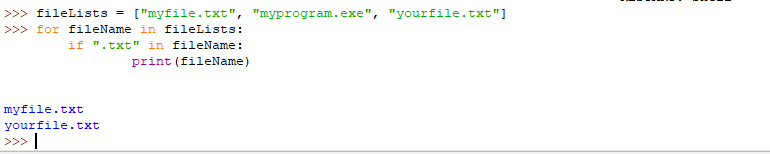 >>> fileLists = ["myfile.txt", "myprogram.exe", "yourfile.txt"]
>>> for fileName in fileLists:
        if ".txt" in fileName:
                print(fileName)
myfile.txt
yourfile.txt
>>>